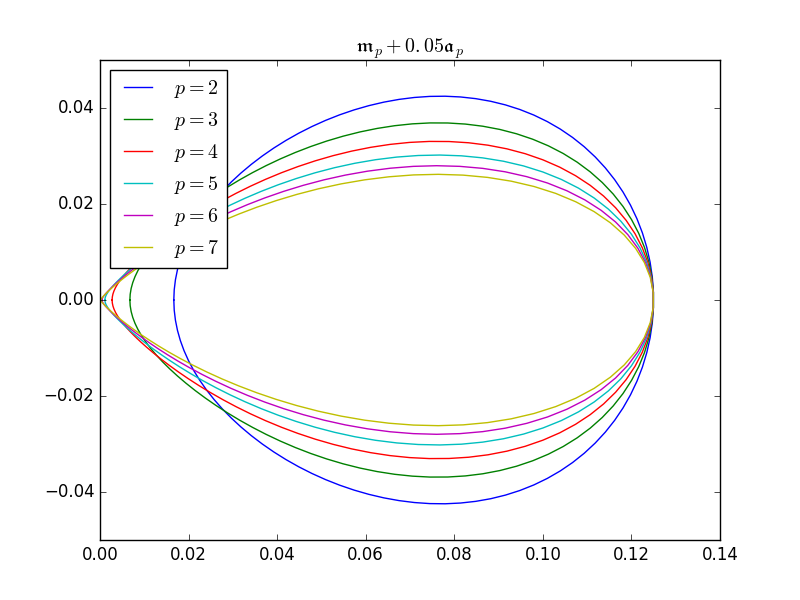 𝔪_p + 0.05𝔞_p
p = 2
p = 3
p = 4
p = 5
p = 6
p = 7
0.04
0.02
0.00
−0.02
−0.04
0.00 0.02 0.04 0.06 0.08 0.10 0.12 0.14